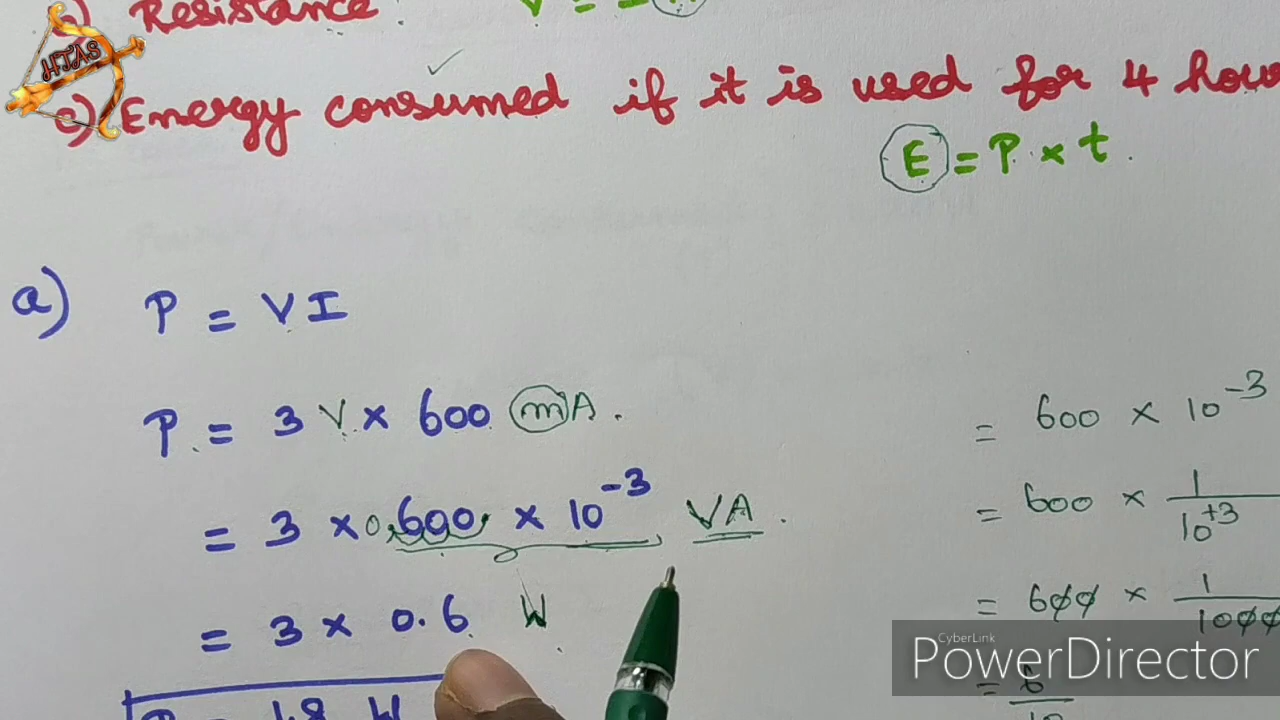 Resistance.
HTAS
c) Energy consumed if it is used for 4 hou
E = P × t.
a) P = VI
P = 3 V × 600 mA.
= 600 × 10⁻³
= 3 × 0.600 × 10⁻³ VA.
= 600 × 1/10⁺³
= 3 × 0.6 W
= 600 × 1/1000
= 6/10
P = 1.8 W
CyberLink
PowerDirector